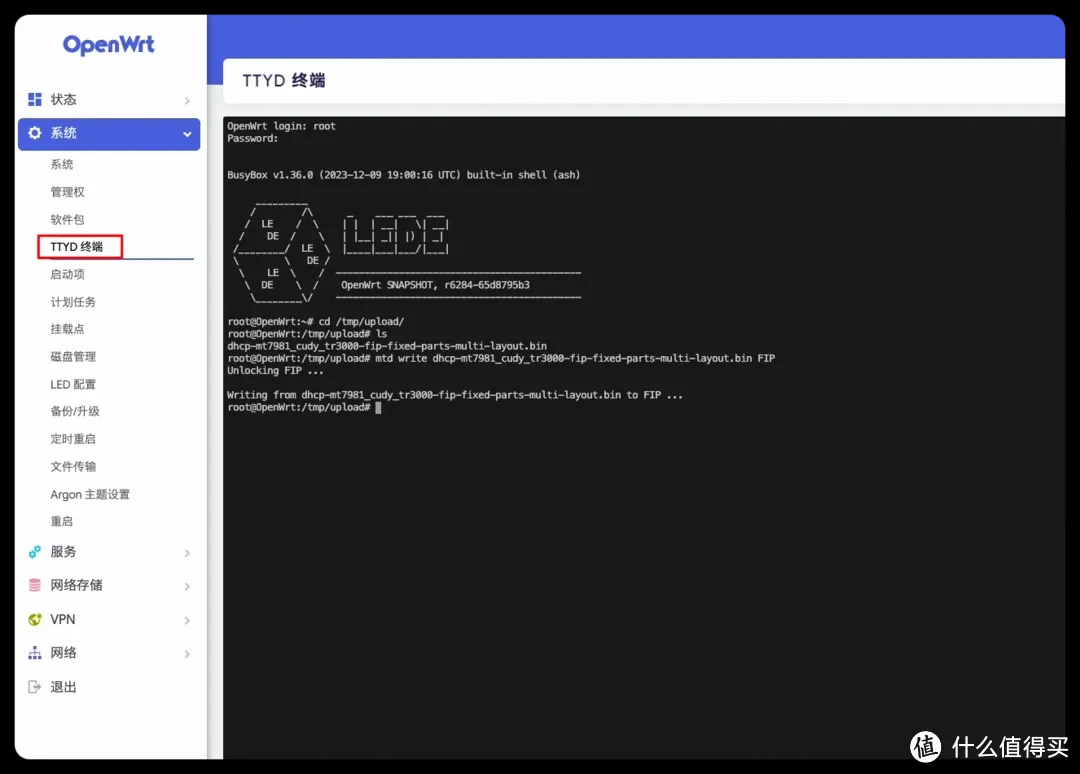 OpenWrt
状态
系统
系统
管理权
软件包
TTYD 终端
启动项
计划任务
挂载点
磁盘管理
LED 配置
备份/升级
定时重启
文件传输
Argon 主题设置
重启
服务
网络存储
VPN
网络
退出
TTYD 终端
OpenWrt login: root
Password:
BusyBox v1.36.0 (2023-12-09 19:00:16 UTC) built-in shell (ash)
LE
DE
LE
DE
LE
DE
LEDE
OpenWrt SNAPSHOT, r6284-65d8795b3
root@OpenWrt:~# cd /tmp/upload/
root@OpenWrt:/tmp/upload# ls
dhcp-mt7981_cudy_tr3000-fip-fixed-parts-multi-layout.bin
root@OpenWrt:/tmp/upload# mtd write dhcp-mt7981_cudy_tr3000-fip-fixed-parts-multi-layout.bin FIP
Unlocking FIP ...
Writing from dhcp-mt7981_cudy_tr3000-fip-fixed-parts-multi-layout.bin to FIP ...
root@OpenWrt:/tmp/upload#
值 什么值得买